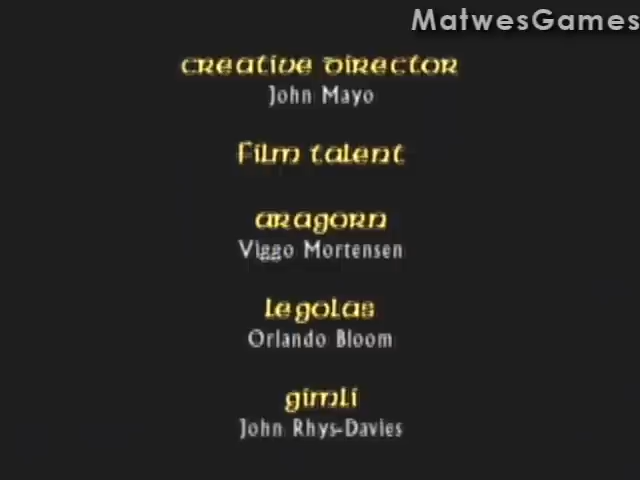 MatwesGames
Creative Director
John Mayo
Film Talent
Aragorn
Viggo Mortensen
Legolas
Orlando Bloom
Gimli
John Rhys-Davies